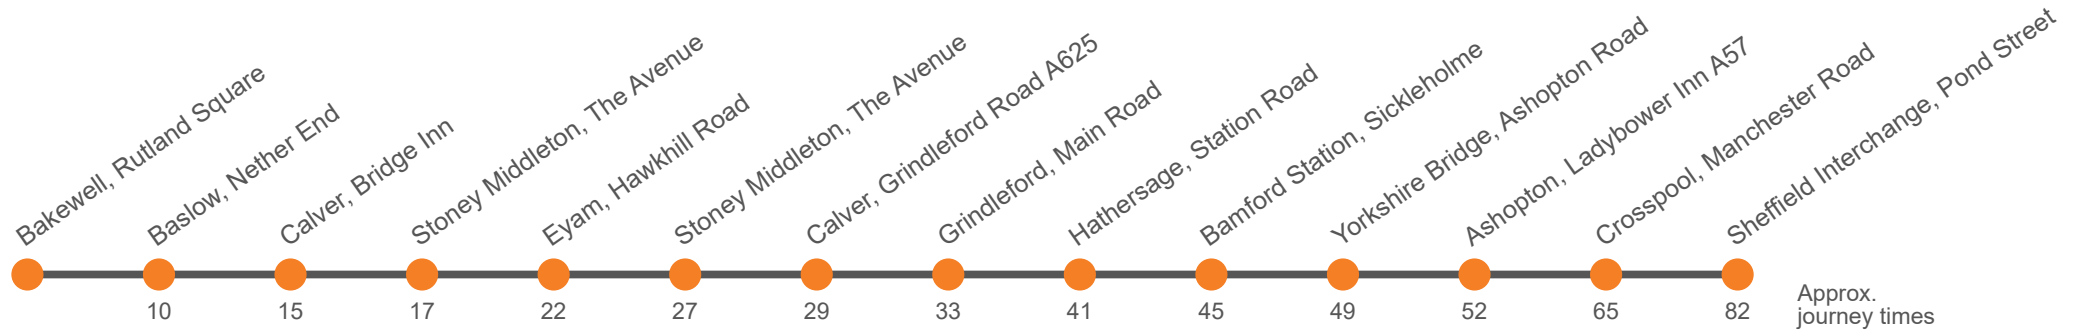 Bakewell, Rutland Square
Baslow, Nether End
Calver, Bridge Inn
Stoney Middleton, The Avenue
Eyam, Hawkhill Road
Stoney Middleton, The Avenue
Calver, Grindleford Road A625
Grindleford, Main Road
Hathersage, Station Road
Bamford Station, Sickleholme
Yorkshire Bridge, Ashopton Road
Ashopton, Ladybower Inn A57
Crosspool, Manchester Road
Sheffield Interchange, Pond Street
10 15 17 22 27 29 33 41 45 49 52 65 82
Approx.
journey times